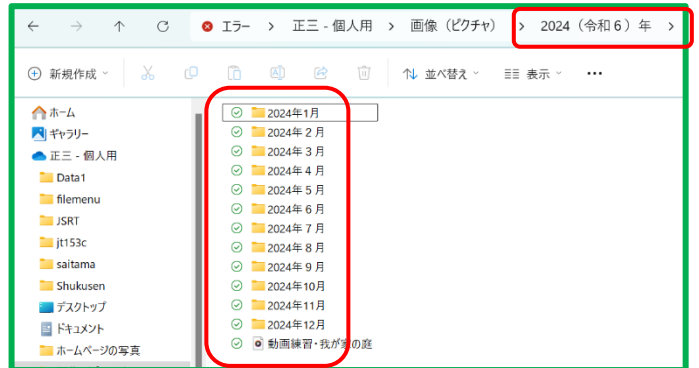 エラー › 正三 - 個人用 › 画像（ピクチャ） › 2024（令和６）年 ›
新規作成 並べ替え 表示 •••
ホーム
ギャラリー
正三 - 個人用
Data1
filemenu
JSRT
jt153c
saitama
Shukusen
デスクトップ
ドキュメント
ホームページの写真
2024年1月
2024年２月
2024年３月
2024年４月
2024年５月
2024年６月
2024年７月
2024年８月
2024年９月
2024年10月
2024年11月
2024年12月
動画練習・我が家の庭